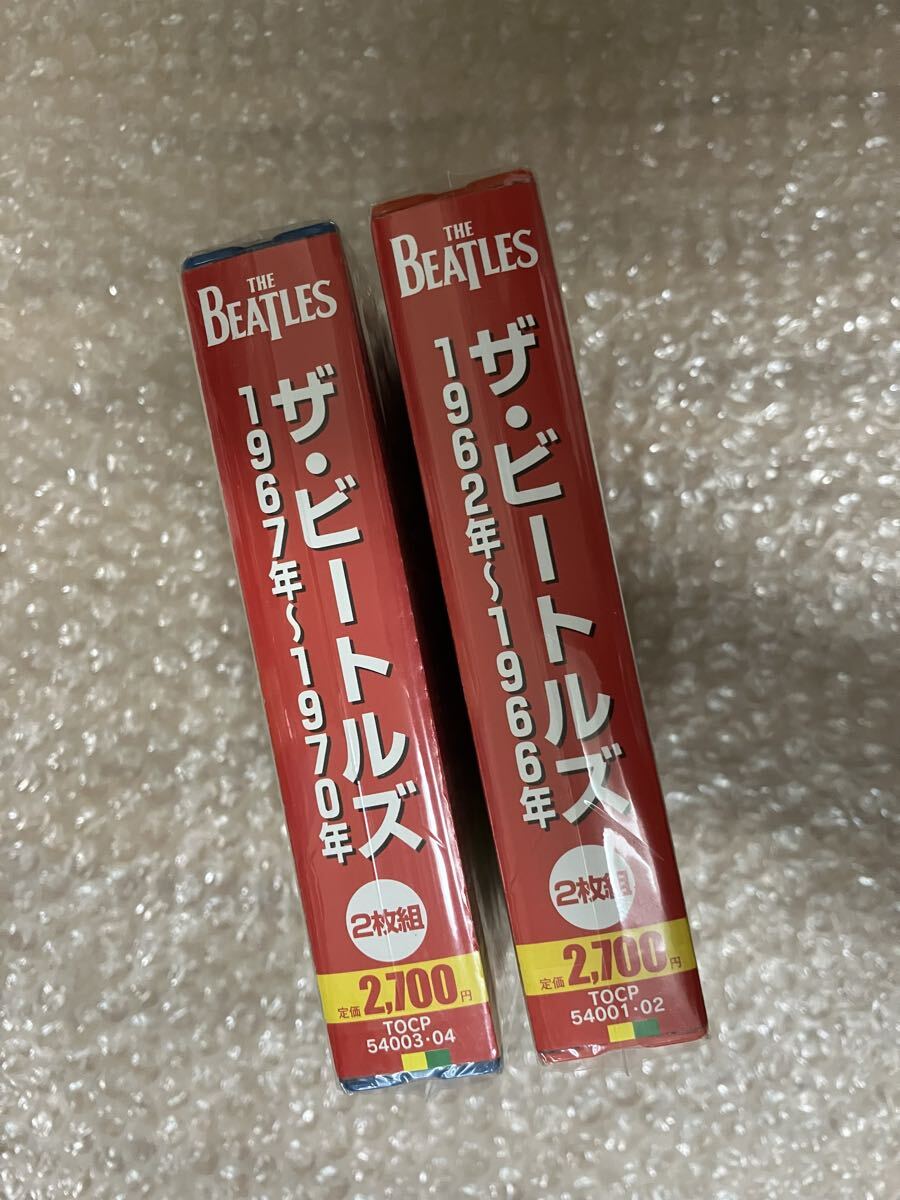 THE
BEATLES
ザ・ビートルズ
1967年~1970年
2枚組
定価2,700円
TOCP
54003・04
THE
BEATLES
ザ・ビートルズ
1962年~1966年
2枚組
定価2,700円
TOCP
54001・02